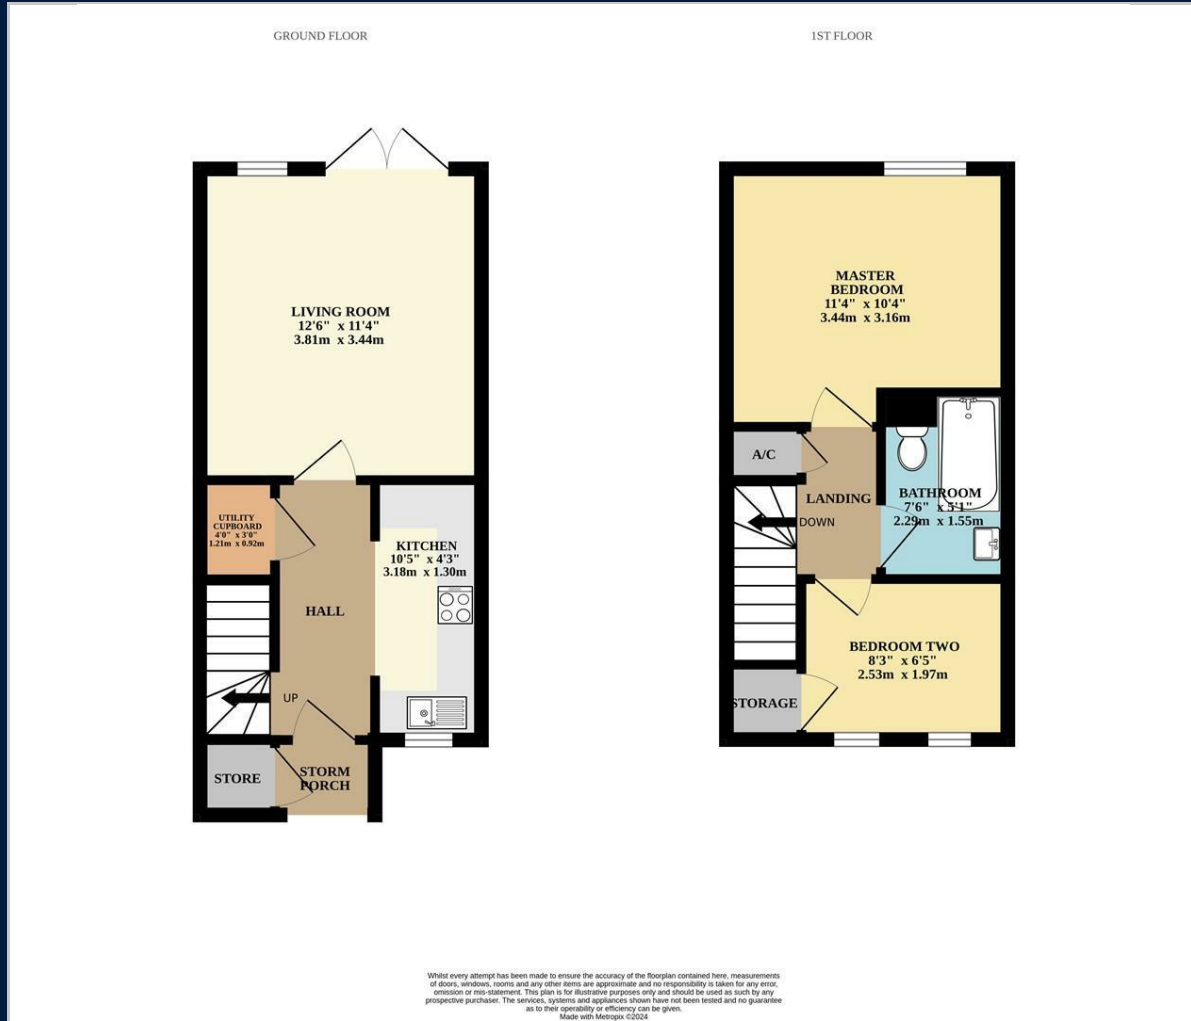 GROUND FLOOR
LIVING ROOM
12'6" x 11'4"
3.81m x 3.44m
UTILITY
CUPBOARD
4'0" x 3'0"
1.21m x 0.92m
KITCHEN
10'5" x 4'3"
3.18m x 1.30m
HALL
UP
STORE
STORM
PORCH
1ST FLOOR
MASTER
BEDROOM
11'4" x 10'4"
3.44m x 3.16m
A/C
LANDING
DOWN
BATHROOM
7'6" x 5'1"
2.29m x 1.55m
BEDROOM TWO
8'3" x 6'5"
2.53m x 1.97m
STORAGE
Whilst every attempt has been made to ensure the accuracy of the floorplan contained here, measurements
of doors, windows, rooms and any other items are approximate and no responsibility is taken for any error,
omission or mis-statement. This plan is for illustrative purposes only and should be used as such by any
prospective purchaser. The services, systems and appliances shown have not been tested and no guarantee
as to their operability or efficiency can be given.
Made with Metropix ©2024